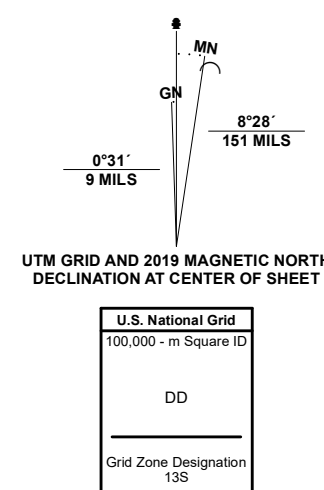 MN
GN
8°28´
151 MILS
0°31´
9 MILS
UTM GRID AND 2019 MAGNETIC NORTH
DECLINATION AT CENTER OF SHEET
U.S. National Grid
100,000 - m Square ID
DD
Grid Zone Designation
13S